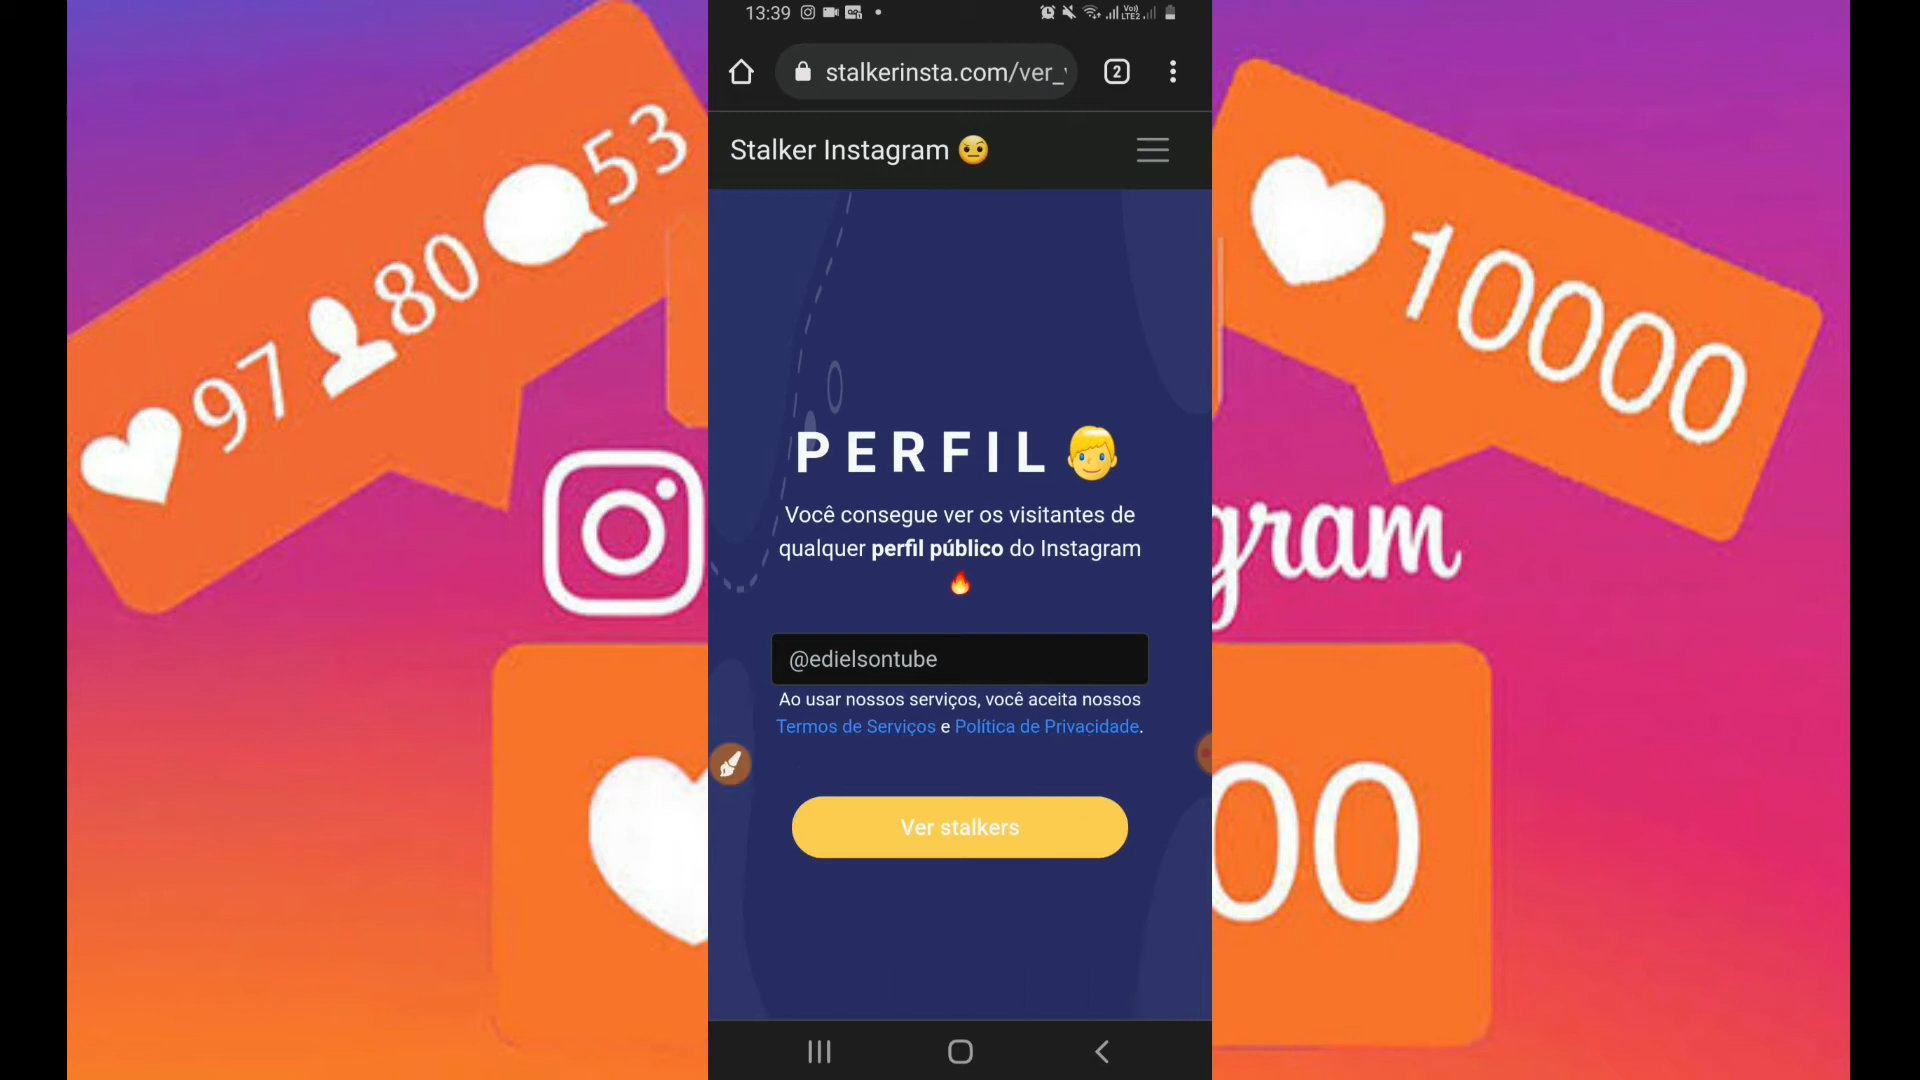 13:39
Vo))
LTE2
stalkerinsta.com/ver_
2
Stalker Instagram
97 80 53
10000
PERFIL
Você consegue ver os visitantes de
qualquer perfil público do Instagram
gram
@edielsontube
Ao usar nossos serviços, você aceita nossos
Termos de Serviços e Política de Privacidade.
Ver stalkers
00